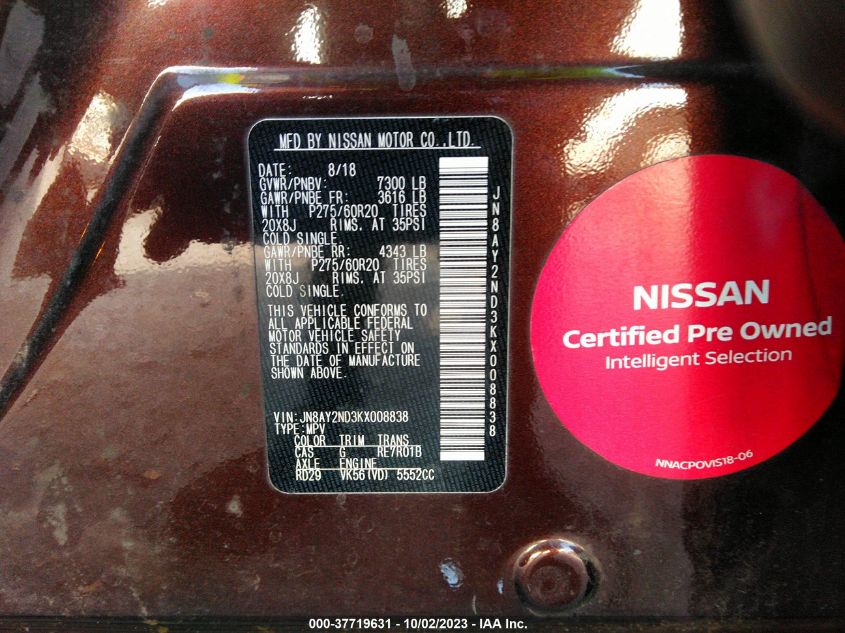 MFD BY NISSAN MOTOR CO.,LTD.
DATE: 8/18
GVWR/PNBV: 7300 LB
GAWR/PNBE FR: 3616 LB
WITH P275/60R20 TIRES
20X8J RIMS. AT 35PSI
COLD SINGLE.
GAWR/PNBE RR: 4343 LB
WITH P275/60R20 TIRES
20X8J RIMS. AT 35PSI
COLD SINGLE.
THIS VEHICLE CONFORMS TO
ALL APPLICABLE FEDERAL
MOTOR VEHICLE SAFETY
STANDARDS IN EFFECT ON
THE DATE OF MANUFACTURE
SHOWN ABOVE.
VIN:JN8AY2ND3KX008838
TYPE:MPV
COLOR TRIM TRANS
CAS G RE7R01B
AXLE ENGINE
RD29 VK56(VD) 5552CC
JN8AY2ND3KX008838
NISSAN
Certified Pre Owned
Intelligent Selection
NNACPOVIS18-06
000-37719631 - 10/02/2023 - IAA Inc.